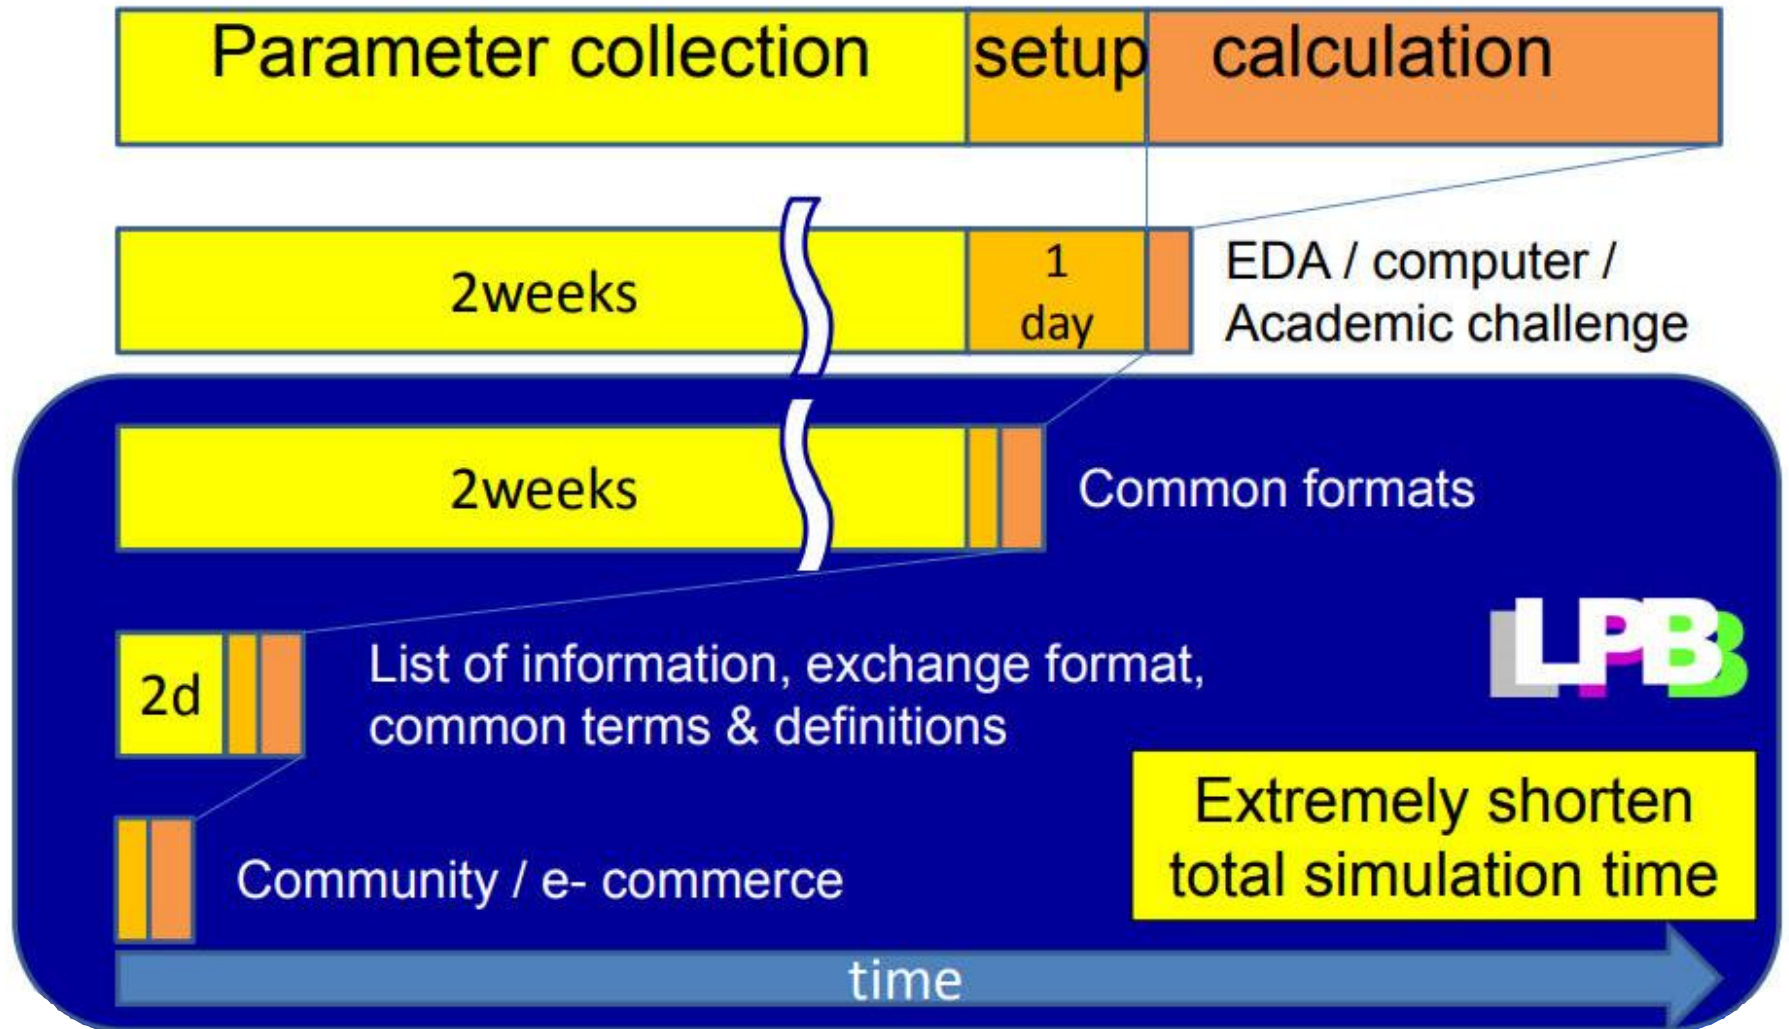 Parameter collection setup calculation
2weeks
1
day
EDA / computer /
Academic challenge
2weeks
Common formats
2d
List of information, exchange format,
common terms & definitions
LPB
Extremely shorten
total simulation time
Community / e- commerce
time